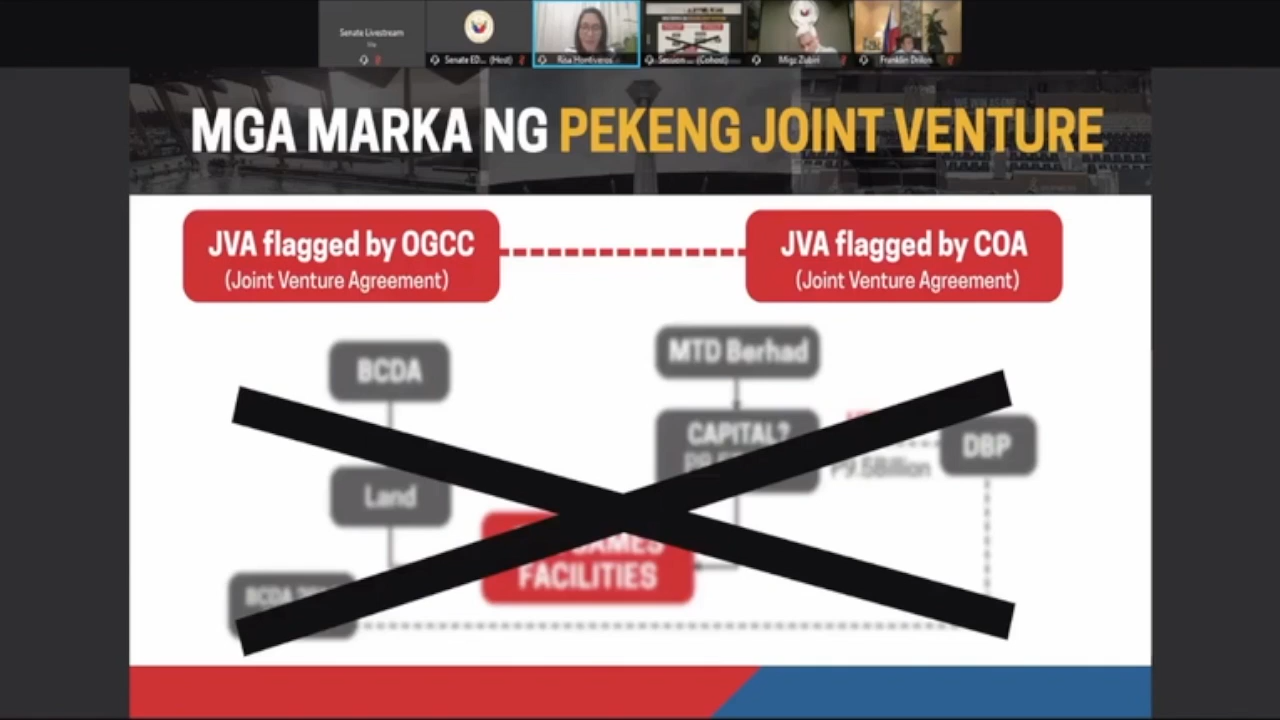 Senate Livestream
Senate ED... (Host)
Risa Hontiveros
Session ... (Cohost)
Migz Zubiri
Franklin Drilon
MGA MARKA NG PEKENG JOINT VENTURE
JVA flagged by OGCC
(Joint Venture Agreement)
JVA flagged by COA
(Joint Venture Agreement)
MTD Berhad
BCDA
CAPITAL?
DBP
P9.5Billion
Land
GAMES
FACILITIES
BCDA